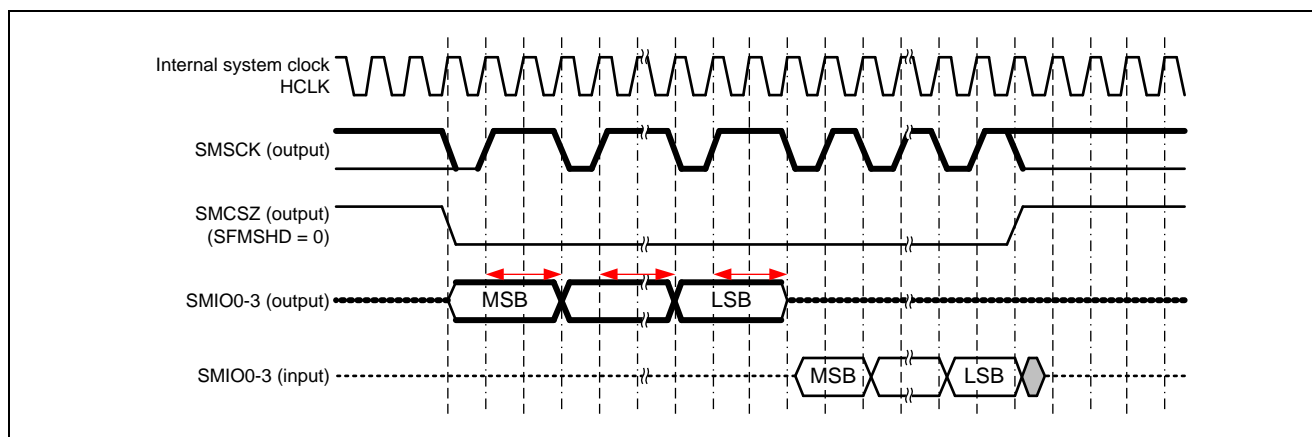 Internal system clock
HCLK
SMSCK (output)
SMCSZ (output)
(SFMSHD = 0)
SMIO0-3 (output)
MSB
LSB
SMIO0-3 (input)
MSB
LSB